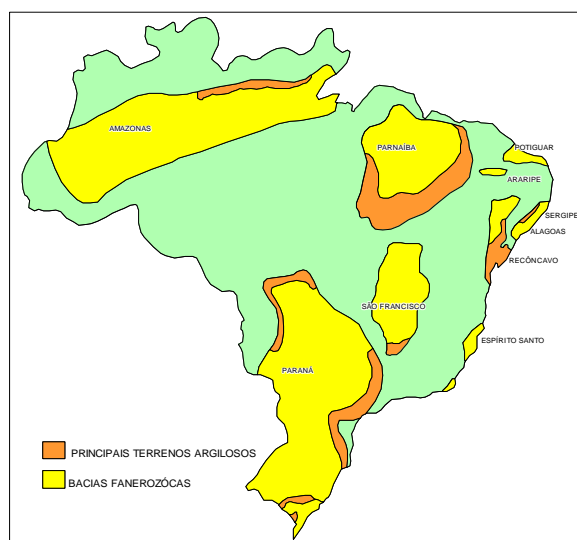 AMAZONAS
PARNAÍBA
POTIGUAR
ARARIPE
SERGIPE
ALAGOAS
RECÔNCAVO
SÃO FRANCISCO
ESPÍRITO SANTO
PARANÁ
PRINCIPAIS TERRENOS ARGILOSOS
BACIAS FANEROZÓCAS